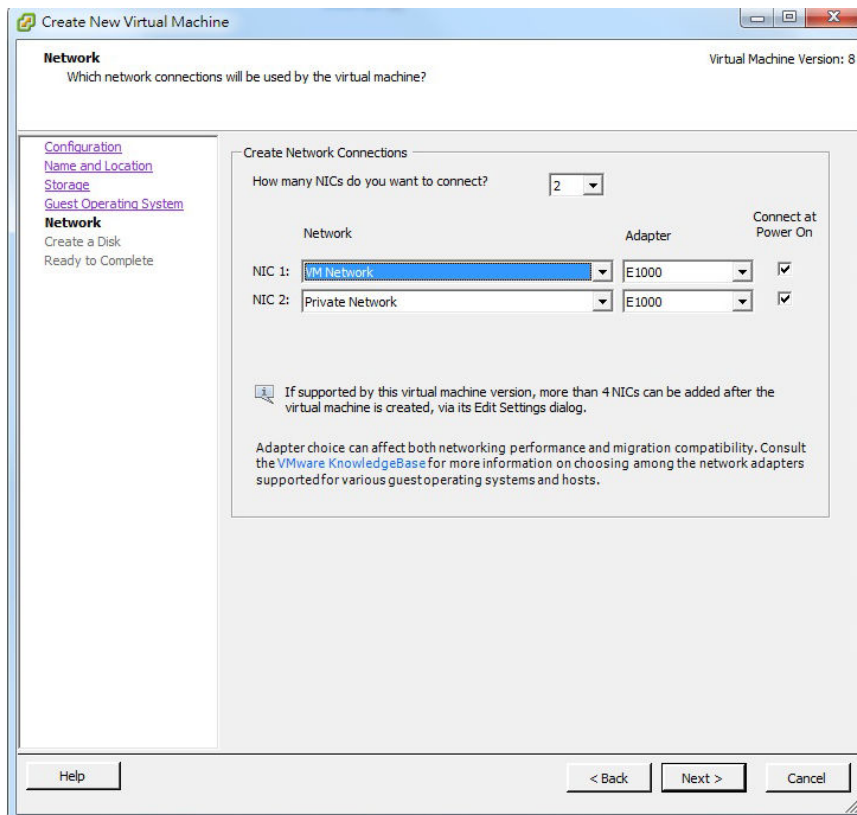 Create New Virtual Machine
Network
Which network connections will be used by the virtual machine?
Virtual Machine Version: 8
Configuration
Name and Location
Storage
Guest Operating System
Network
Create a Disk
Ready to Complete
Create Network Connections
How many NICs do you want to connect?
2
Network
Adapter
Connect at
Power On
NIC 1:
VM Network
E1000
NIC 2:
Private Network
E1000
If supported by this virtual machine version, more than 4 NICs can be added after the
virtual machine is created, via its Edit Settings dialog.
Adapter choice can affect both networking performance and migration compatibility. Consult
the VMware KnowledgeBase for more information on choosing among the network adapters
supported for various guest operating systems and hosts.
Help
< Back
Next >
Cancel